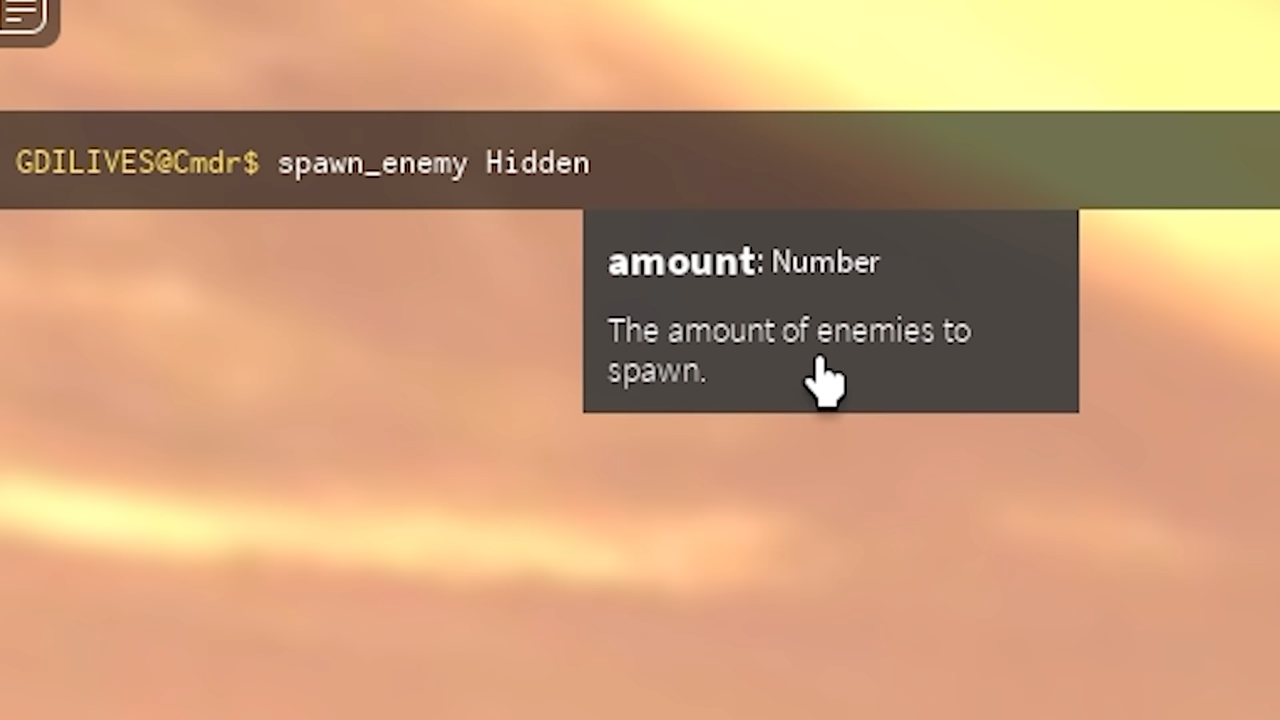 GDILIVES@Cmdr$ spawn_enemy Hidden
amount: Number
The amount of enemies to
spawn.